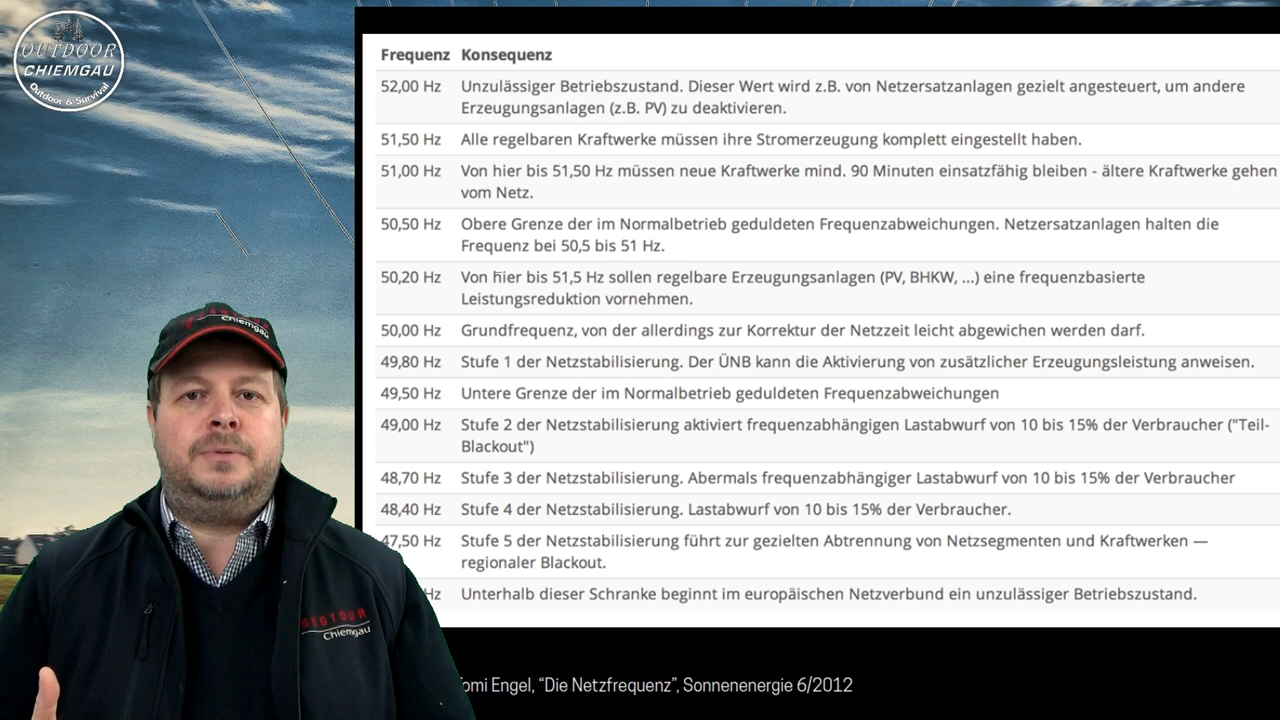 OUTDOOR
CHIEMGAU
Outdoor & Survival
Frequenz Konsequenz
52,00 Hz Unzulässiger Betriebszustand. Dieser Wert wird z.B. von Netzersatzanlagen gezielt angesteuert, um andere
Erzeugungsanlagen (z.B. PV) zu deaktivieren.
51,50 Hz Alle regelbaren Kraftwerke müssen ihre Stromerzeugung komplett eingestellt haben.
51,00 Hz Von hier bis 51,50 Hz müssen neue Kraftwerke mind. 90 Minuten einsatzfähig bleiben - ältere Kraftwerke gehen
vom Netz.
50,50 Hz Obere Grenze der im Normalbetrieb geduldeten Frequenzabweichungen. Netzersatzanlagen halten die
Frequenz bei 50,5 bis 51 Hz.
50,20 Hz Von hier bis 51,5 Hz sollen regelbare Erzeugungsanlagen (PV, BHKW, ...) eine frequenzbasierte
Leistungsreduktion vornehmen.
50,00 Hz Grundfrequenz, von der allerdings zur Korrektur der Netzzeit leicht abgewichen werden darf.
49,80 Hz Stufe 1 der Netzstabilisierung. Der ÜNB kann die Aktivierung von zusätzlicher Erzeugungsleistung anweisen.
49,50 Hz Untere Grenze der im Normalbetrieb geduldeten Frequenzabweichungen
49,00 Hz Stufe 2 der Netzstabilisierung aktiviert frequenzabhängigen Lastabwurf von 10 bis 15% der Verbraucher ("Teil-
Blackout")
48,70 Hz Stufe 3 der Netzstabilisierung. Abermals frequenzabhängiger Lastabwurf von 10 bis 15% der Verbraucher
48,40 Hz Stufe 4 der Netzstabilisierung. Lastabwurf von 10 bis 15% der Verbraucher.
47,50 Hz Stufe 5 der Netzstabilisierung führt zur gezielten Abtrennung von Netzsegmenten und Kraftwerken —
regionaler Blackout.
Hz Unterhalb dieser Schranke beginnt im europäischen Netzverbund ein unzulässiger Betriebszustand.
Tomi Engel, “Die Netzfrequenz”, Sonnenenergie 6/2012
Chiemgau
Chiemgau